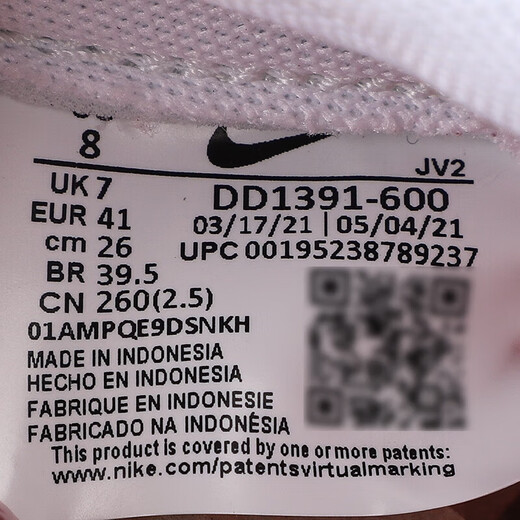 8
JV2
UK 7
DD1391-600
EUR 41
03/17/21 | 05/04/21
cm 26
UPC 00195238789237
BR 39.5
CN 260(2.5)
01AMPQE9DSNKH
MADE IN INDONESIA
HECHO EN INDONESIA
FABRIQUE EN INDONESIE
FABRICADO NA INDONÉSIA
This product is covered by one or more patents:
www.nike.com/patentsvirtualmarking